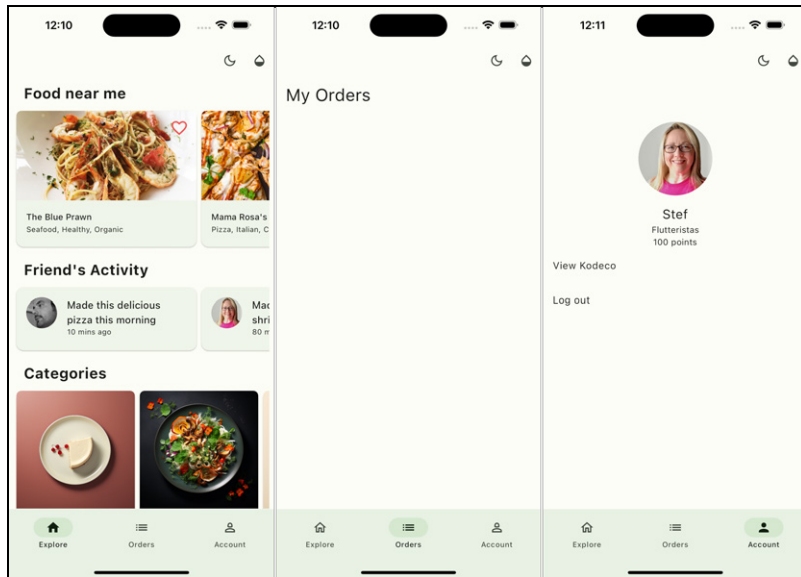 12:10
Food near me
The Blue Prawn
Seafood, Healthy, Organic
Mama Rosa's
Pizza, Italian, C
Friend's Activity
Made this delicious
pizza this morning
10 mins ago
Mad
shri
80 m
Categories
Explore
Orders
Account
12:10
My Orders
Explore
Orders
Account
12:11
Stef
Flutteristas
100 points
View Kodeco
Log out
Explore
Orders
Account